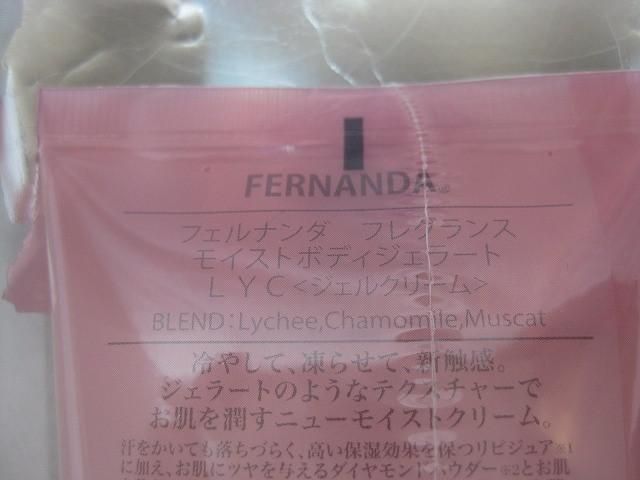 FERNANDA®
フェルナンダ　フレグランス
モイストボディジェラート
ＬＹＣ<ジェルクリーム>
BLEND：Lychee,Chamomile,Muscat
冷やして、凍らせて、新触感。
ジェラートのようなテクスチャーで
お肌を潤すニューモイストクリーム。
汗をかいても落ちづらく、高い保湿効果を保つリピジュア※1
に加え、お肌にツヤを与えるダイヤモンドパウダー※2とお肌